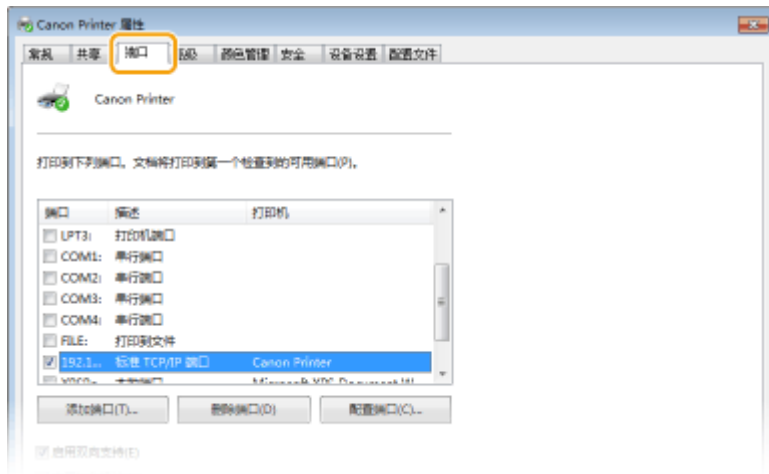 Canon Printer 属性
常规 共享 端口 高级 颜色管理 安全 设备设置 配置文件
Canon Printer
打印到下列端口。文档将打印到第一个检查到的可用端口(P)。
端口 描述 打印机
LPT3: 打印机端口
COM1: 串行端口
COM2: 串行端口
COM3: 串行端口
COM4: 串行端口
FILE: 打印到文件
192.1... 标准 TCP/IP 端口 Canon Printer
添加端口(T)... 删除端口(D) 配置端口(C)...
启用双向支持(E)